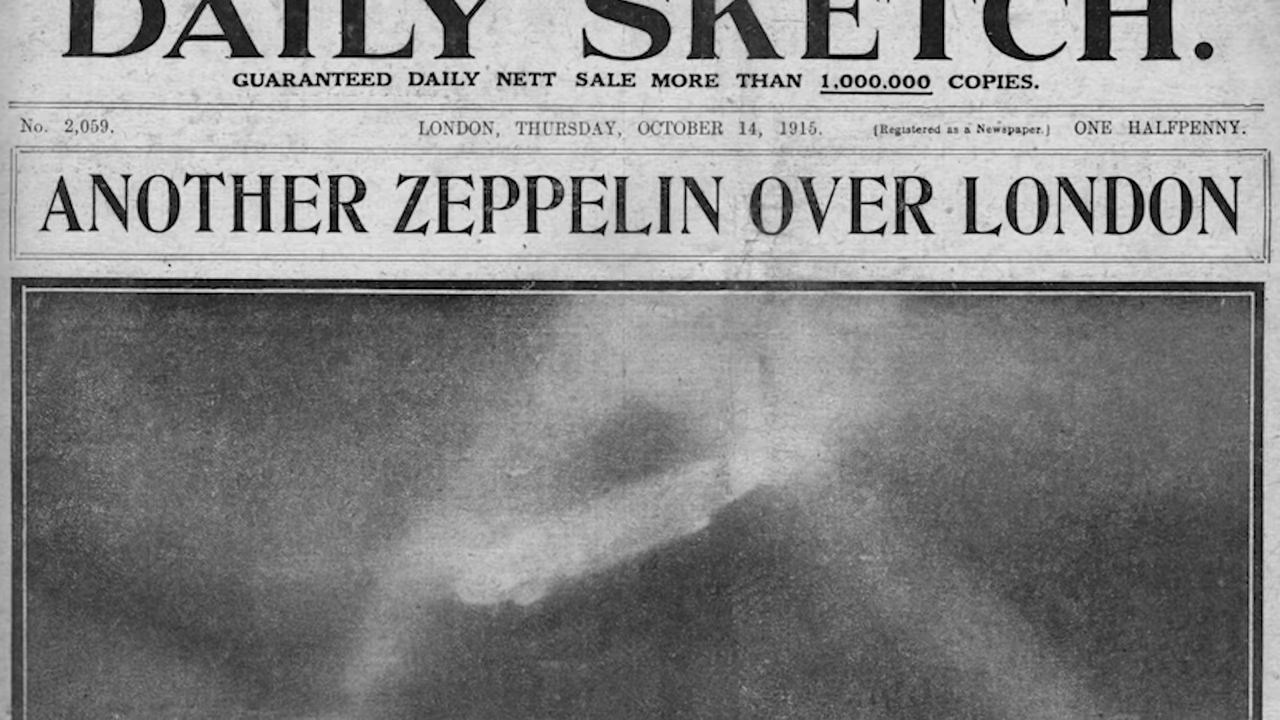 DAILY SKETCH.
GUARANTEED DAILY NETT SALE MORE THAN 1,000,000 COPIES.
No. 2,059. LONDON, THURSDAY, OCTOBER 14, 1915. [Registered as a Newspaper.] ONE HALFPENNY.
ANOTHER ZEPPELIN OVER LONDON